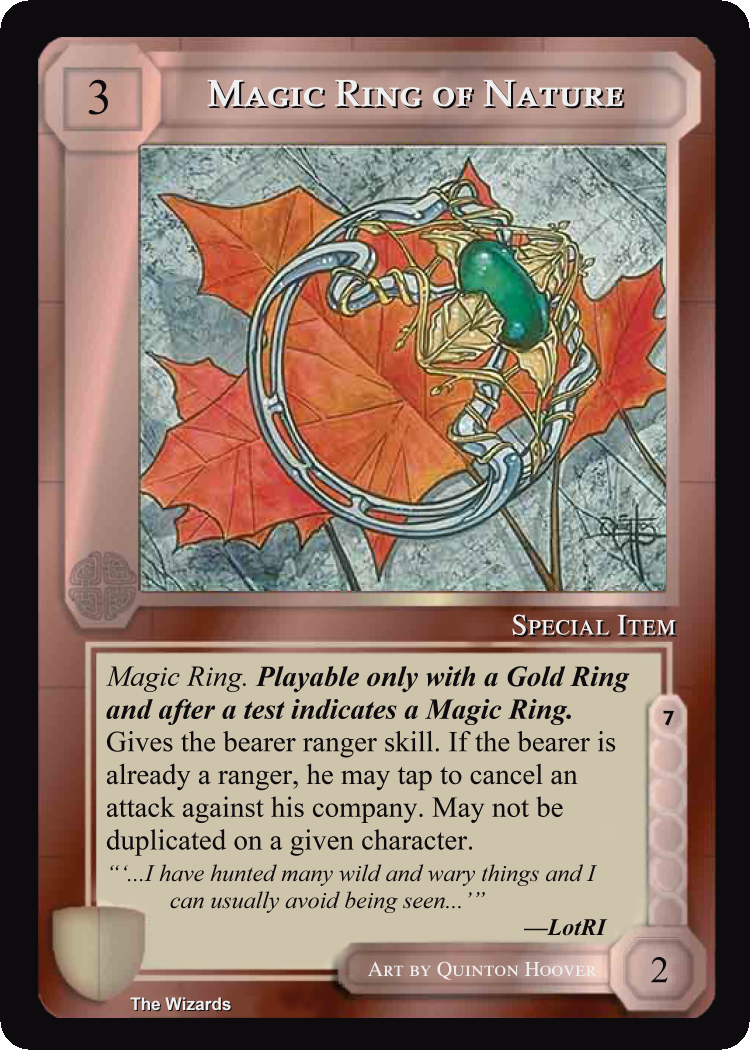 3
Magic Ring of Nature
Special Item
Magic Ring. Playable only with a Gold Ring
and after a test indicates a Magic Ring.
Gives the bearer ranger skill. If the bearer is
already a ranger, he may tap to cancel an
attack against his company. May not be
duplicated on a given character.
“‘...I have hunted many wild and wary things and I
can usually avoid being seen...’”
—LotRI
7
Art by Quinton Hoover
2
The Wizards